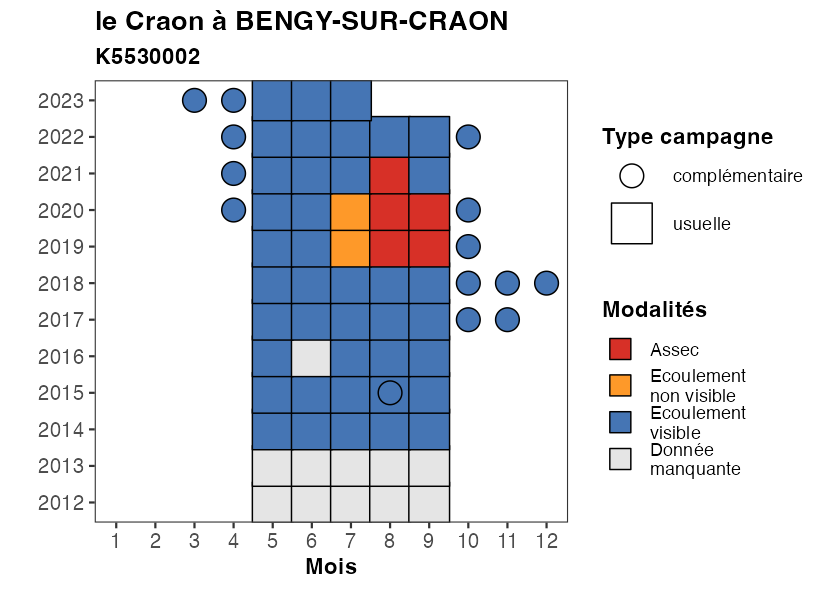 le Craon à BENGY-SUR-CRAON
K5530002
2023
2022
2021
2020
2019
2018
2017
2016
2015
2014
2013
2012
1 2 3 4 5 6 7 8 9 10 11 12
Mois
Type campagne
complémentaire
usuelle
Modalités
Assec
Ecoulement
non visible
Ecoulement
visible
Donnée
manquante